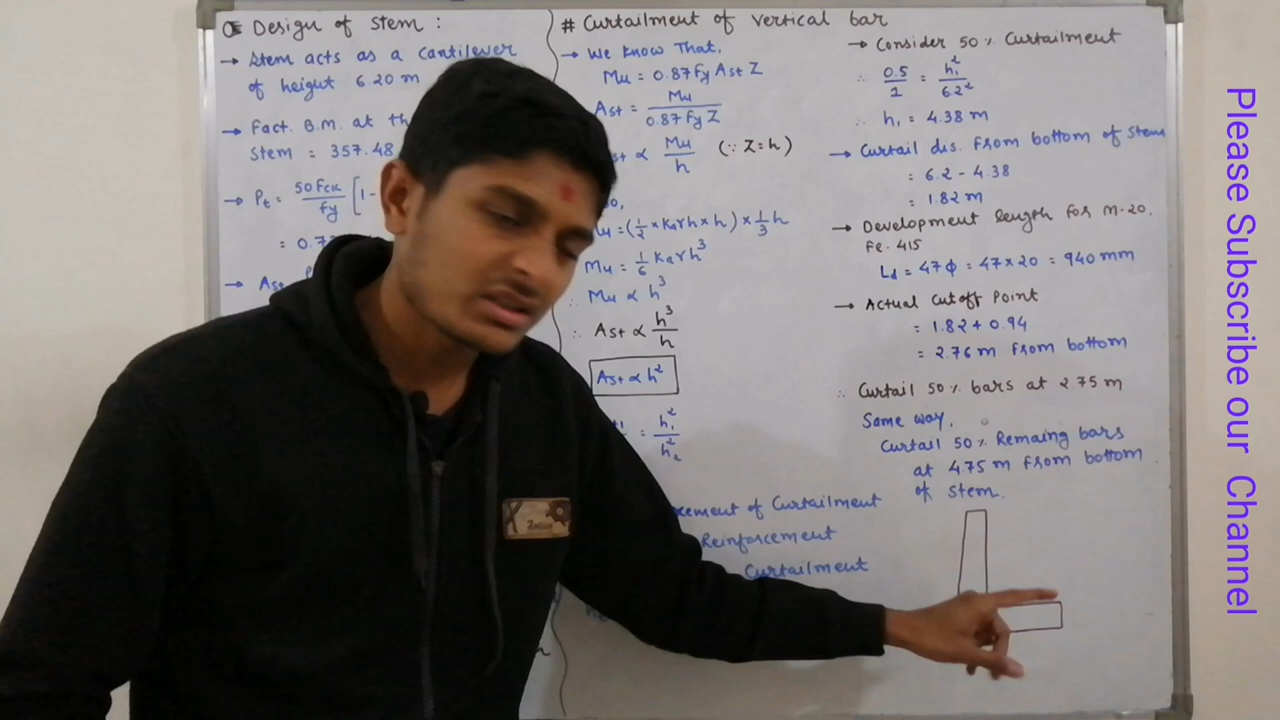 Design of Stem :
→ Stem acts as a cantilever
of height 6.20 m
→ Fact. B.M. at th
Stem = 357.48
→ Pt = 50 Fck / fy [1-
= 0.7
→ Ast
# Curtailment of vertical bar
→ We Know That,
Mu = 0.87 Fy Ast Z
Ast = Mu / 0.87 Fy Z
∝ Mu / h (∵ Z = h)
= (1/2 × Ka r h × h) × 1/3 h
Mu = 1/6 Ka r h³
∴ Mu ∝ h³
∴ Ast ∝ h³ / h
Ast ∝ h²
= h₁² / h₂²
cement of Curtailment
Reinforcement
Curtailment
→ Consider 50 % Curtailment
∴ 0.5 / 1 = h₁² / 6.2²
∴ h₁ = 4.38 m
→ Curtail dis. From bottom of Stem
= 6.2 - 4.38
= 1.82 m
→ Development length for M-20,
Fe-415
Ld = 47 ϕ = 47 × 20 = 940 mm
→ Actual Cutoff Point
= 1.82 + 0.94
= 2.76 m From bottom
∴ Curtail 50 % bars at 2.75 m
Same way,
Curtail 50 % Remaing bars
at 4.75 m From bottom
of Stem.
Please Subscribe our Channel